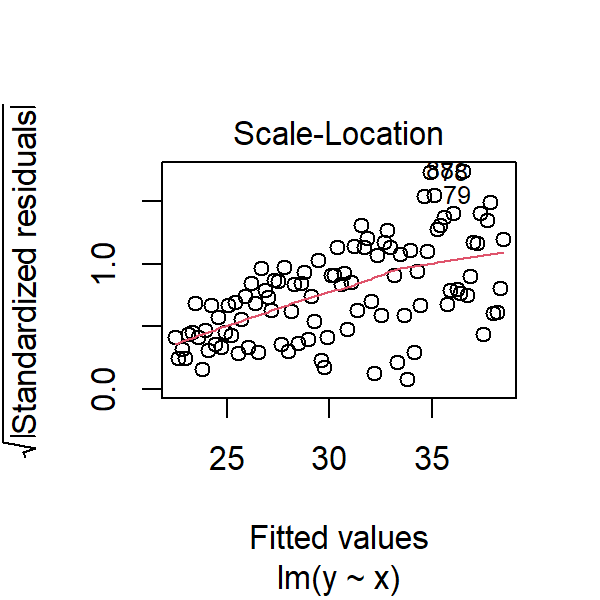 Scale-Location
79
√|Standardized residuals|
0.0 1.0
25 30 35
Fitted values
lm(y ~ x)